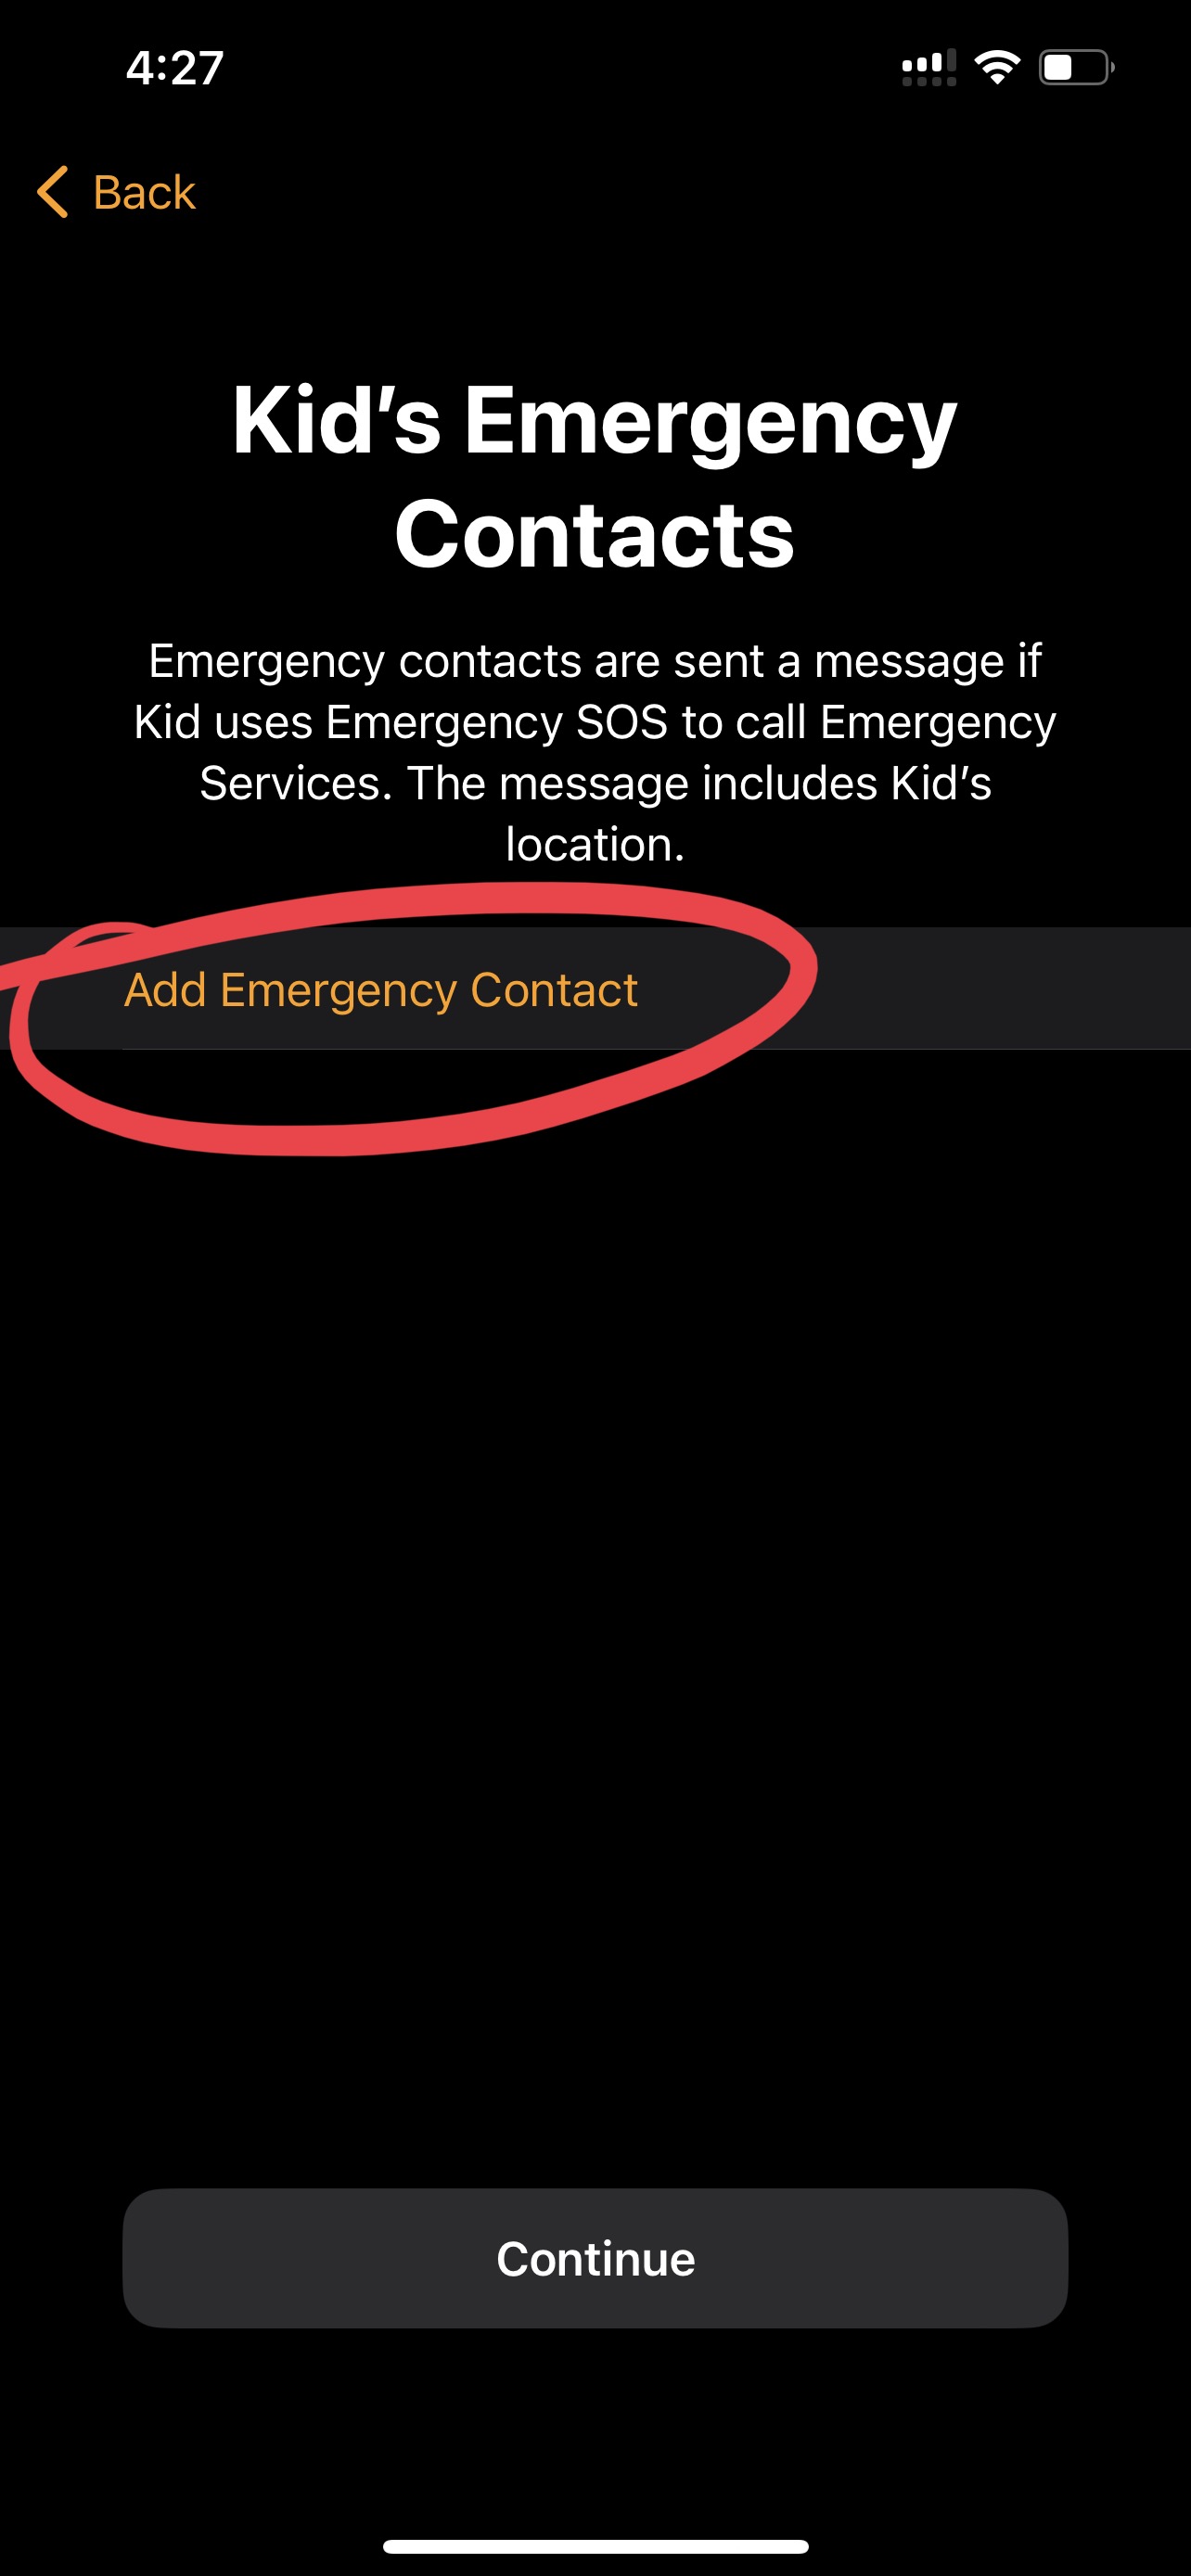 4:27
Back
Kid’s Emergency
Contacts
Emergency contacts are sent a message if
Kid uses Emergency SOS to call Emergency
Services. The message includes Kid’s
location.
Add Emergency Contact
Continue